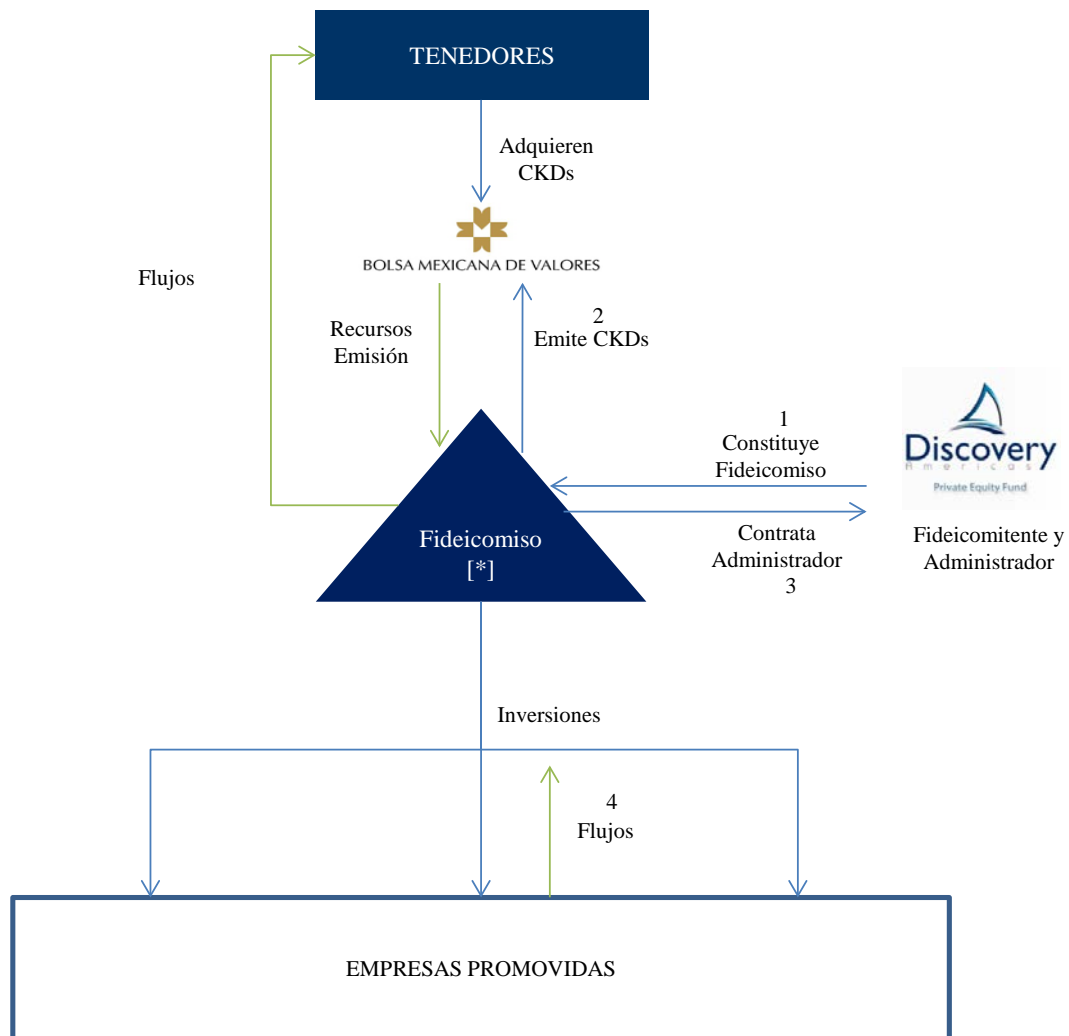 TENEDORES
Adquieren
CKDs
BOLSA MEXICANA DE VALORES
Flujos
2
Emite CKDs
Recursos
Emisión
1
Constituye
Fideicomiso
Discovery
Americas
Private Equity Fund
Fideicomitente y
Administrador
Contrata
Administrador
3
Fideicomiso
[*]
Inversiones
4
Flujos
EMPRESAS PROMOVIDAS